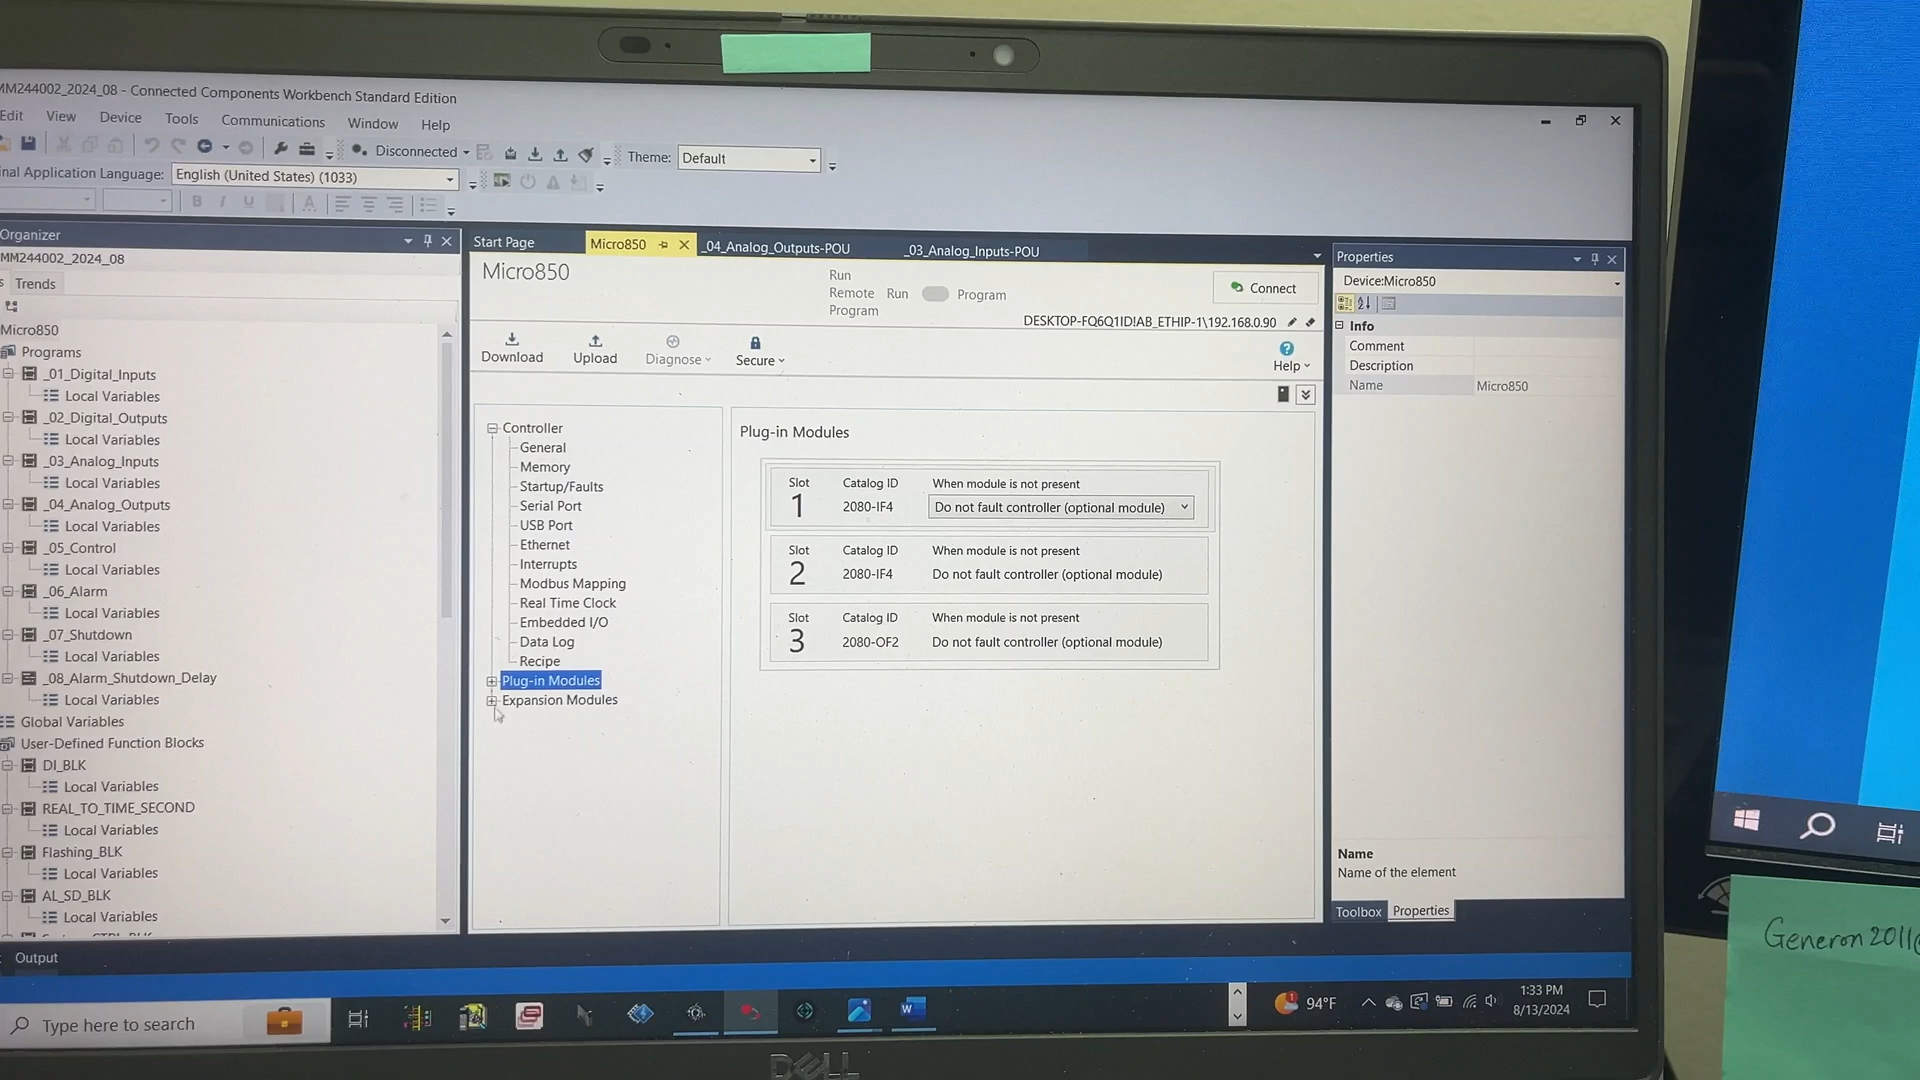 MM244002_2024_08 - Connected Components Workbench Standard Edition
Edit View Device Tools Communications Window Help
Disconnected Theme: Default
Application Language: English (United States) (1033)
B I U A
Organizer
MM244002_2024_08
Trends
Micro850
Programs
_01_Digital_Inputs
Local Variables
_02_Digital_Outputs
Local Variables
_03_Analog_Inputs
Local Variables
_04_Analog_Outputs
Local Variables
_05_Control
Local Variables
_06_Alarm
Local Variables
_07_Shutdown
Local Variables
_08_Alarm_Shutdown_Delay
Local Variables
Global Variables
User-Defined Function Blocks
DI_BLK
Local Variables
REAL_TO_TIME_SECOND
Local Variables
Flashing_BLK
Local Variables
AL_SD_BLK
Local Variables
Start Page Micro850 _04_Analog_Outputs-POU _03_Analog_Inputs-POU
Micro850
Run
Remote Run Program
Program
Connect
DESKTOP-FQ6Q1ID!AB_ETHIP-1\192.168.0.90
Download Upload Diagnose Secure Help
Controller
General
Memory
Startup/Faults
Serial Port
USB Port
Ethernet
Interrupts
Modbus Mapping
Real Time Clock
Embedded I/O
Data Log
Recipe
Plug-in Modules
Expansion Modules
Plug-in Modules
Slot Catalog ID When module is not present
1 2080-IF4 Do not fault controller (optional module)
Slot Catalog ID When module is not present
2 2080-IF4 Do not fault controller (optional module)
Slot Catalog ID When module is not present
3 2080-OF2 Do not fault controller (optional module)
Properties
Device:Micro850
Info
Comment
Description
Name Micro850
Name
Name of the element
Toolbox Properties
Output
Type here to search
94°F
1:33 PM
8/13/2024
DELL
Generon2011@